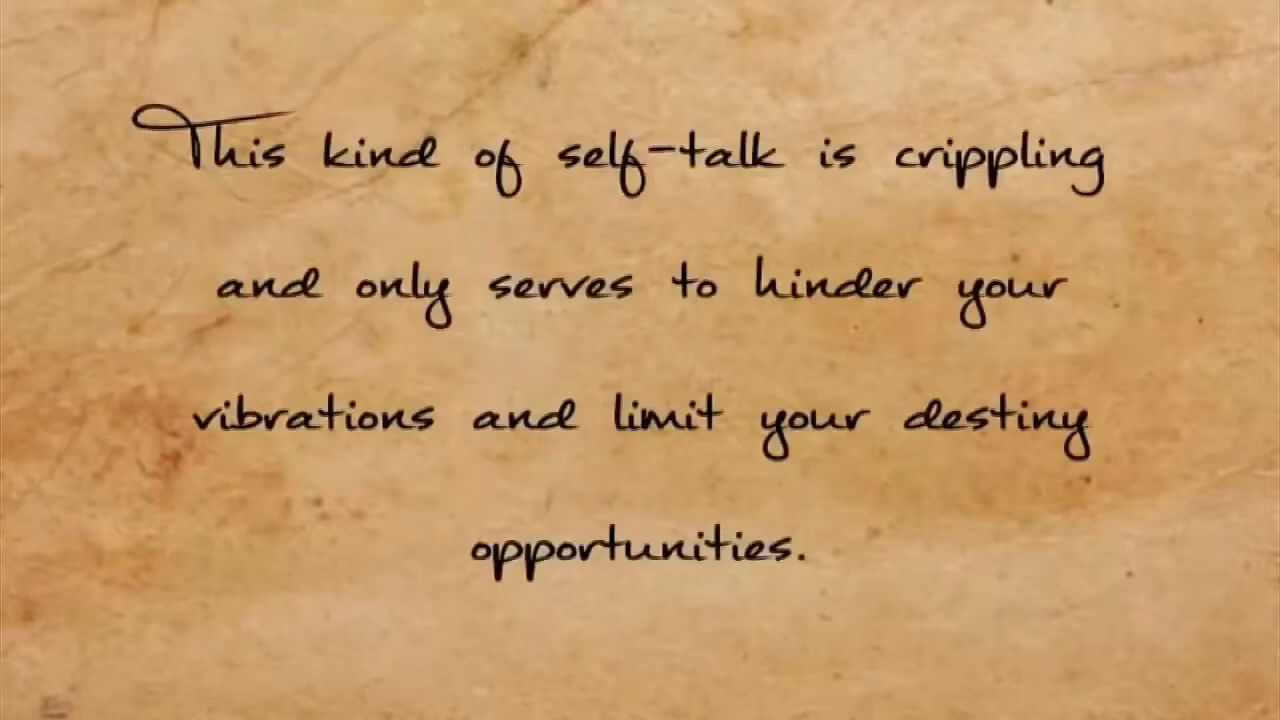 This kind of self-talk is crippling
and only serves to hinder your
vibrations and limit your destiny
opportunities.